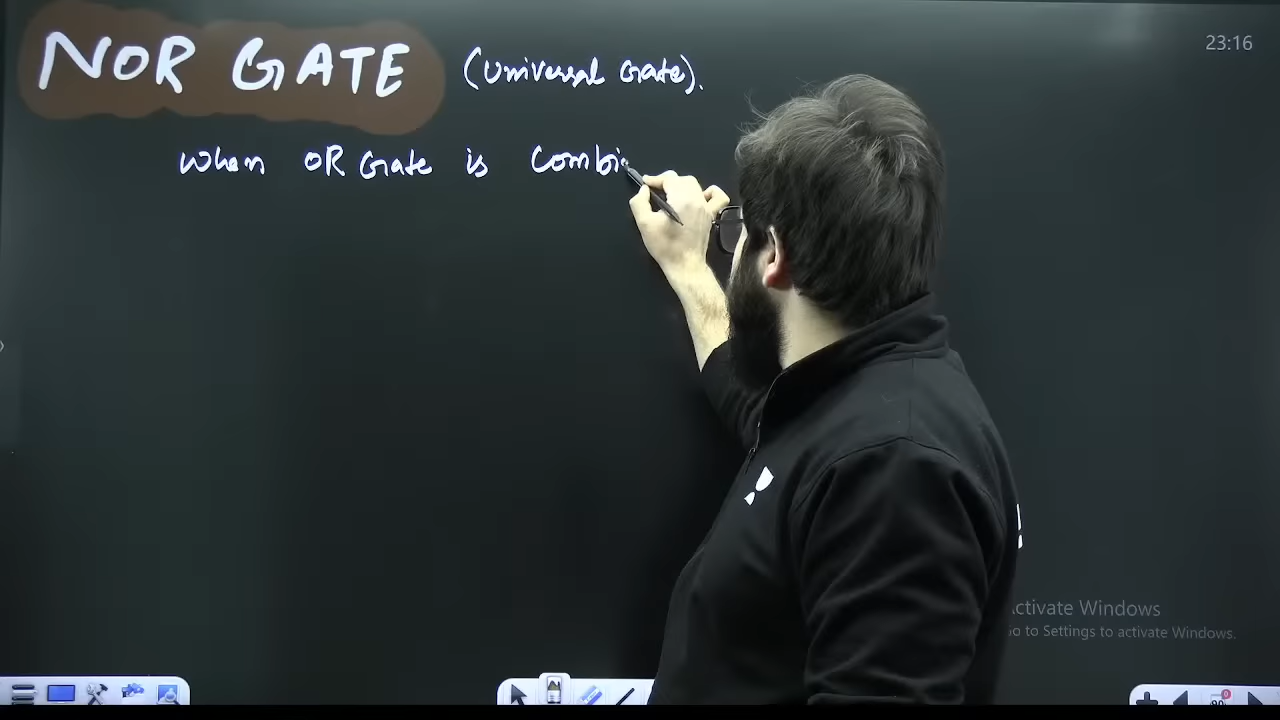 NOR GATE (Universal Gate).
23:16
When OR Gate is Combi
Activate Windows
Go to Settings to activate Windows.